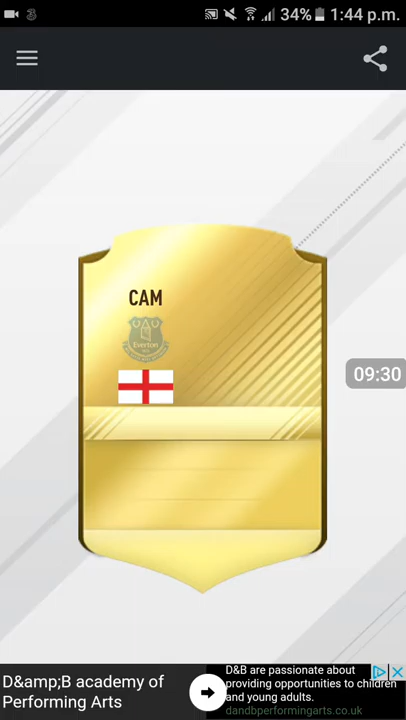 34% 1:44 p.m.
CAM
Everton
09:30
D&amp;B academy of
Performing Arts
D&B are passionate about
providing opportunities to children
and young adults.
dandbperformingarts.co.uk